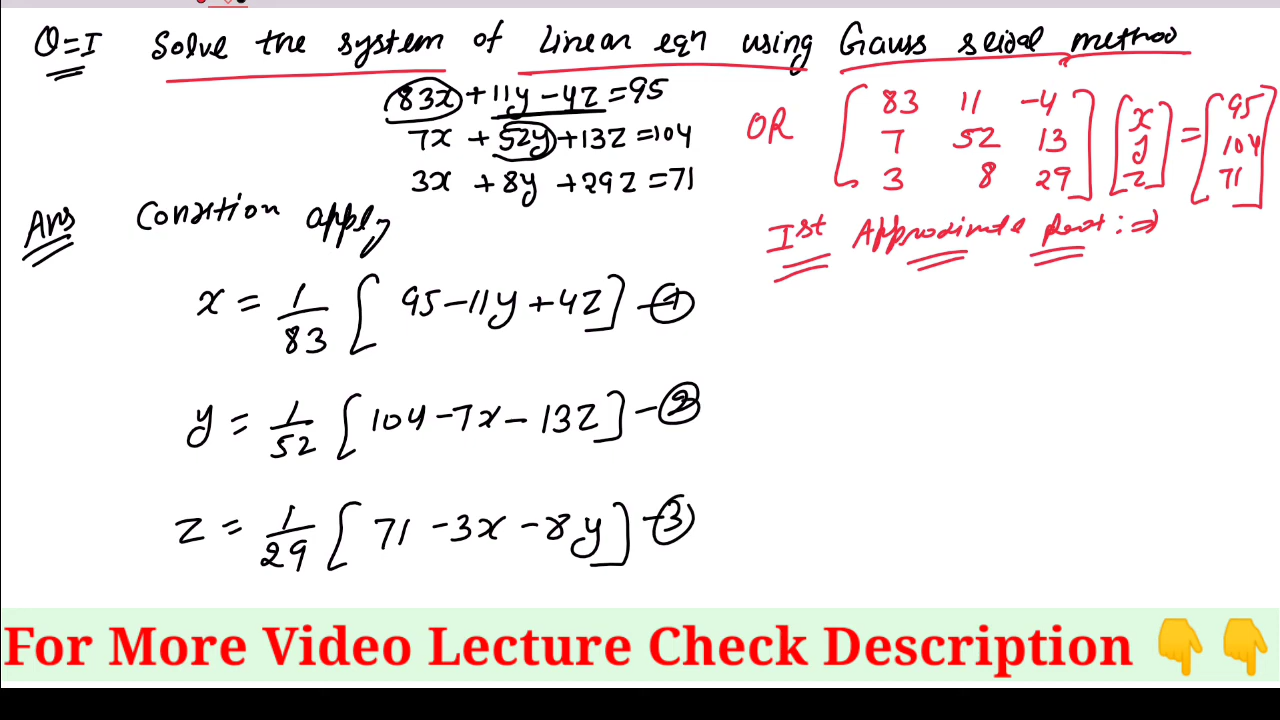 Q=I Solve the system of linear eqn using Gauss seidal method
83x + 11y - 4z = 95
7x + 52y + 13z = 104
3x + 8y + 29z = 71
OR
[ 83 11 -4 ] [ x ] = [ 95 ]
[ 7 52 13 ] [ y ] = [ 104 ]
[ 3 8 29 ] [ z ] = [ 71 ]
Ans Condition apply
x = 1/83 [ 95 - 11y + 4z ] - ①
y = 1/52 [ 104 - 7x - 13z ] - ②
z = 1/29 [ 71 - 3x - 8y ] - ③
Ist Approximate Root : ⇒
For More Video Lecture Check Description 👇👇